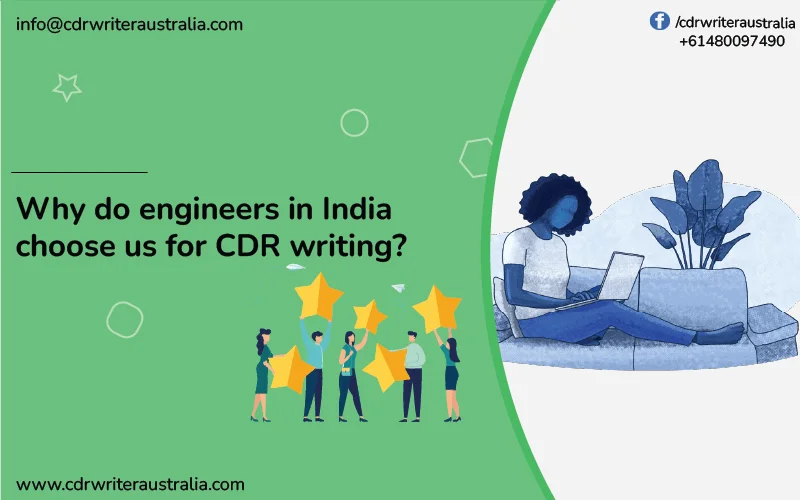 info@cdrwriteraustralia.com
/cdrwriteraustralia
+61480097490
Why do engineers in India
choose us for CDR writing?
www.cdrwriteraustralia.com